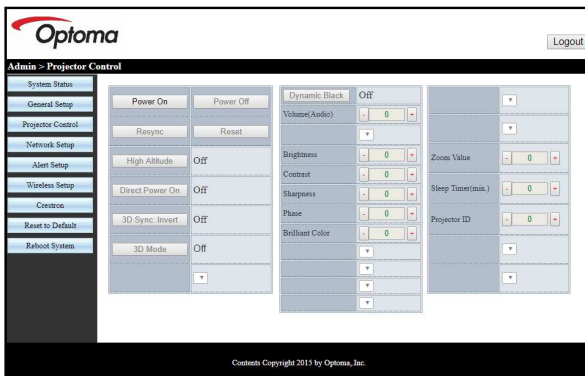 Optoma
Logout
Admin > Projector Control
System Status
General Setup
Projector Control
Network Setup
Alert Setup
Wireless Setup
Crestron
Reset to Default
Reboot System
Power On Power Off
Resync Reset
High Altitude Off
Direct Power On Off
3D Sync. Invert Off
3D Mode Off
Dynamic Black Off
Volume(Audio) - 0 +
Brightness - 0 +
Contrast - 0 +
Sharpness - 0 +
Phase - 0 +
Brilliant Color - 0 +
Zoom Value - 0 +
Sleep Timer(min.) - 0 +
Projector ID - 0 +
Contents Copyright 2015 by Optoma, Inc.